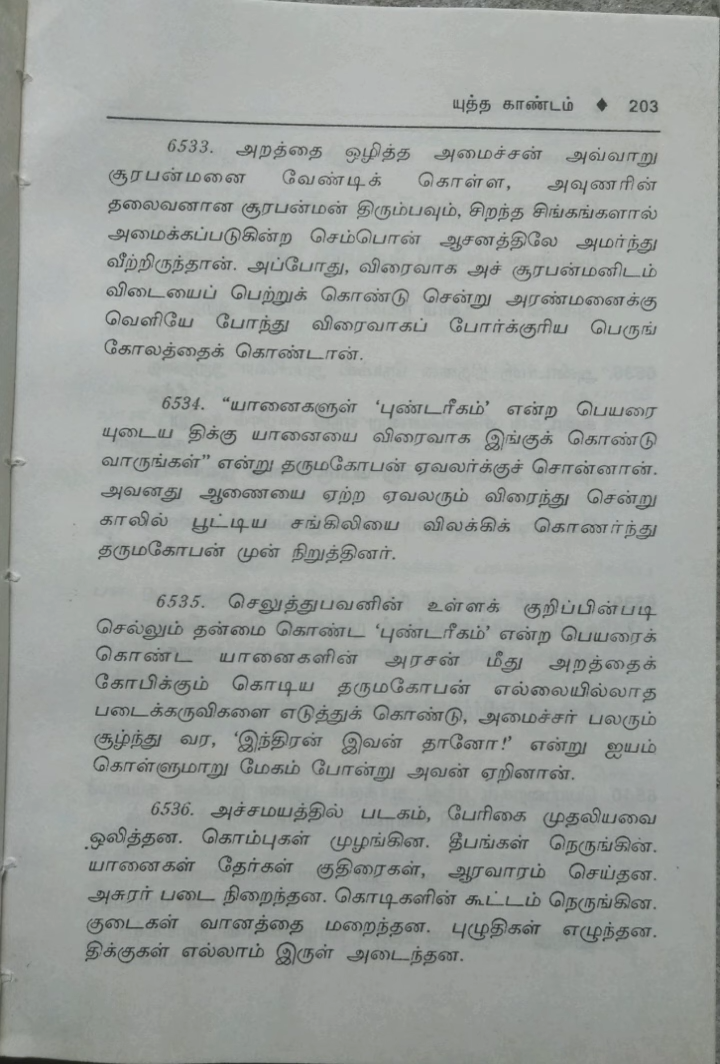 யுத்த காண்டம் ♦ 203
6533. அறத்தை ஒழித்த அமைச்சன் அவ்வாறு
சூரபன்மனை வேண்டிக் கொள்ள, அவுணரின்
தலைவனான சூரபன்மன் திரும்பவும், சிறந்த சிங்கங்களால்
அமைக்கப்படுகின்ற செம்பொன் ஆசனத்திலே அமர்ந்து
வீற்றிருந்தான். அப்போது, விரைவாக அச் சூரபன்மனிடம்
விடையைப் பெற்றுக் கொண்டு சென்று அரண்மனைக்கு
வெளியே போந்து விரைவாகப் போர்க்குரிய பெருங்
கோலத்தைக் கொண்டான்.
6534. “யானைகளுள் ‘புண்டரீகம்’ என்ற பெயரை
யுடைய திக்கு யானையை விரைவாக இங்குக் கொண்டு
வாருங்கள்” என்று தருமகோபன் ஏவலர்க்குச் சொன்னான்.
அவனது ஆணையை ஏற்ற ஏவலரும் விரைந்து சென்று
காலில் பூட்டிய சங்கிலியை விலக்கிக் கொணர்ந்து
தருமகோபன் முன் நிறுத்தினர்.
6535. செலுத்துபவனின் உள்ளக் குறிப்பின்படி
செல்லும் தன்மை கொண்ட ‘புண்டரீகம்’ என்ற பெயரைக்
கொண்ட யானைகளின் அரசன் மீது அறத்தைக்
கோபிக்கும் கொடிய தருமகோபன் எல்லையில்லாத
படைக்கருவிகளை எடுத்துக் கொண்டு, அமைச்சர் பலரும்
சூழ்ந்து வர, ‘இந்திரன் இவன் தானோ!’ என்று ஐயம்
கொள்ளுமாறு மேகம் போன்று அவன் ஏறினான்.
6536. அச்சமயத்தில் படகம், பேரிகை முதலியவை
ஒலித்தன. கொம்புகள் முழங்கின. தீபங்கள் நெருங்கின.
யானைகள் தேர்கள் குதிரைகள், ஆரவாரம் செய்தன.
அசுரர் படை நிறைந்தன. கொடிகளின் கூட்டம் நெருங்கின.
குடைகள் வானத்தை மறைந்தன. புழுதிகள் எழுந்தன.
திக்குகள் எல்லாம் இருள் அடைந்தன.